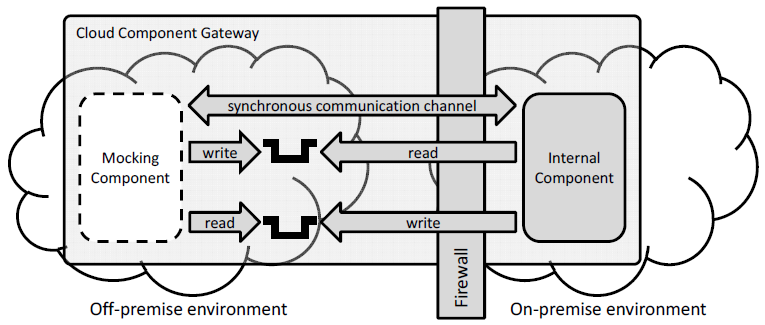 Cloud Component Gateway
synchronous communication channel
Mocking
Component
write
read
Internal
Component
read
write
Firewall
Off-premise environment
On-premise environment